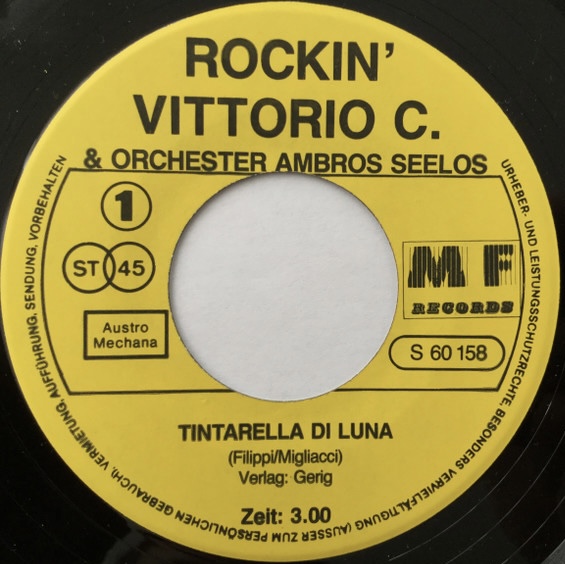 ROCKIN'
VITTORIO C.
& ORCHESTER AMBROS SEELOS
1
ST 45
Austro
Mechana
M F
RECORDS
S 60 158
TINTARELLA DI LUNA
(Filippi/Migliacci)
Verlag: Gerig
Zeit: 3.00
URHEBER- UND LEISTUNGSSCHUTZRECHTE, BESONDERS VERVIELFÄLTIGUNG (AUSSER ZUM PERSÖNLICHEN GEBRAUCH), VERMIETUNG, AUFFÜHRUNG, SENDUNG, VORBEHALTEN